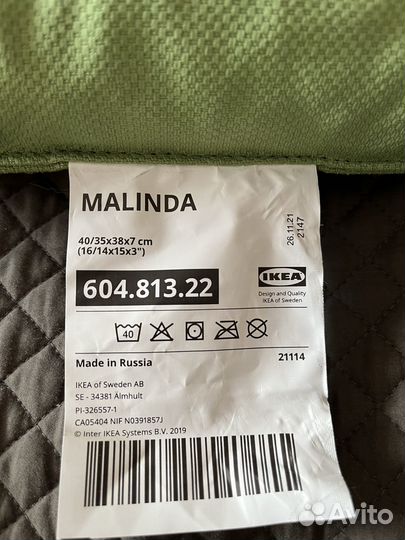 MALINDA
40/35x38x7 cm
(16/14x15x3")
26.11.21
2147
604.813.22
IKEA
Design and Quality
IKEA of Sweden
40
Made in Russia
21114
IKEA of Sweden AB
SE - 34381 Älmhult
PI-326557-1
CA05404 NIF N0391857J
© Inter IKEA Systems B.V. 2019
Avito